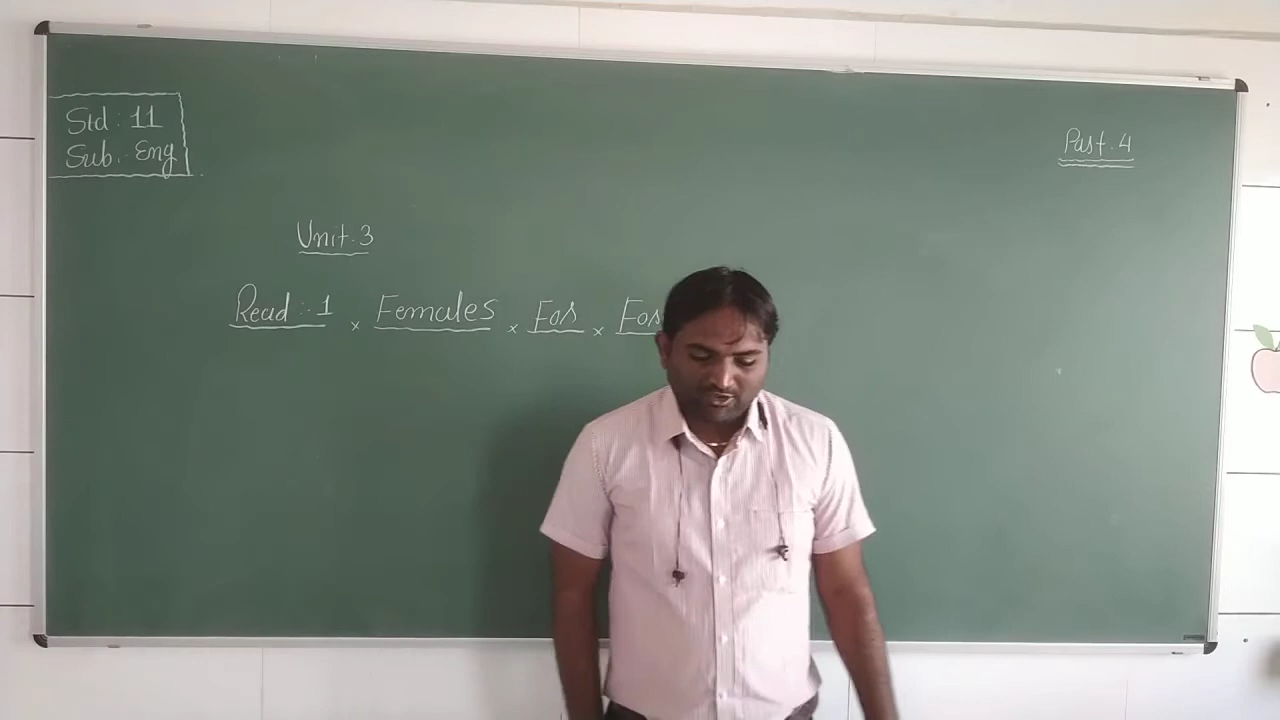 Std : 11
Sub. Eng
Part. 4
Unit. 3
Read :- 1 × Females × For × For